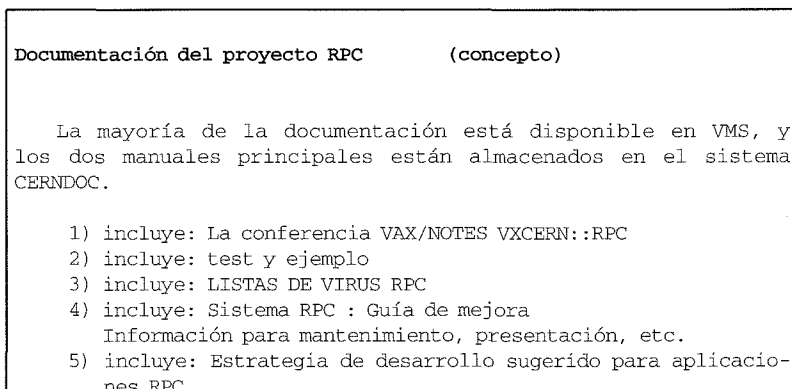 Documentación del proyecto RPC (concepto)
La mayoría de la documentación está disponible en VMS, y
los dos manuales principales están almacenados en el sistema
CERNDOC.
1) incluye: La conferencia VAX/NOTES VXCERN::RPC
2) incluye: test y ejemplo
3) incluye: LISTAS DE VIRUS RPC
4) incluye: Sistema RPC : Guía de mejora
Información para mantenimiento, presentación, etc.
5) incluye: Estrategia de desarrollo sugerido para aplicacio-
nes RPC